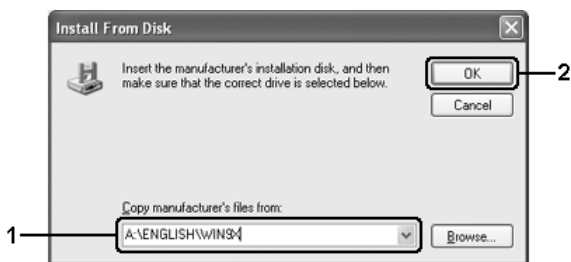 Install From Disk
Insert the manufacturer's installation disk, and then
make sure that the correct drive is selected below.
OK
2
Cancel
Copy manufacturer's files from:
1
A:\ENGLISH\WIN9X
Browse...